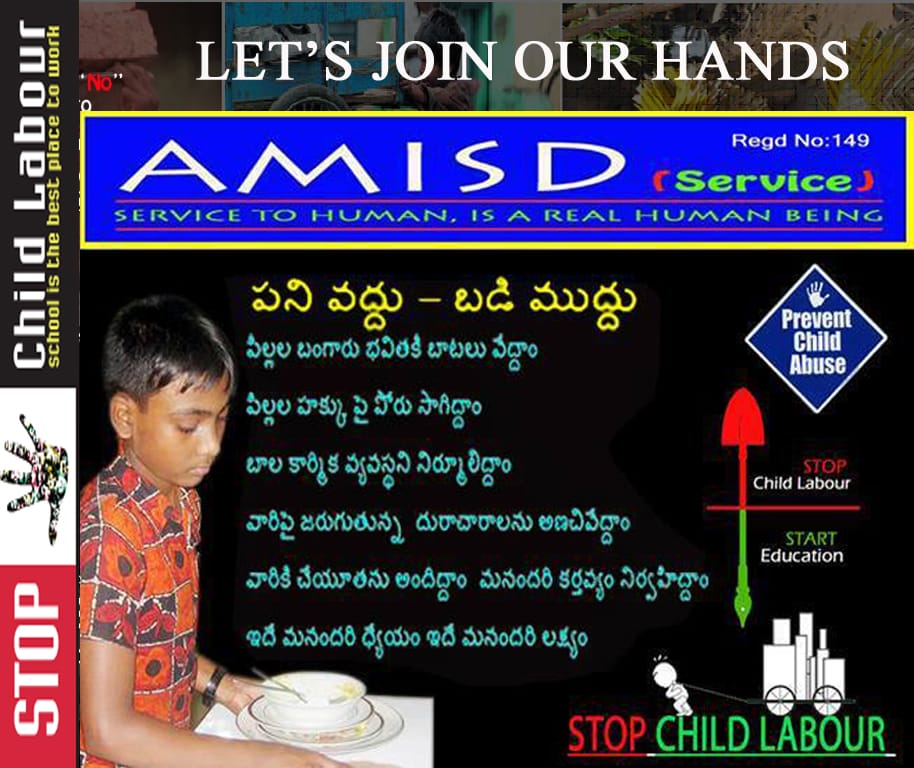 LET'S JOIN OUR HANDS
"No"
STOP Child Labour
school is the best place to work
AMISD
Regd No:149
(Service)
SERVICE TO HUMAN, IS A REAL HUMAN BEING
పని వద్దు – బడి ముద్దు
పిల్లల బంగారు భవితకి బాటలు వేద్దాం
పిల్లల హక్కు పై పోరు సాగిద్దాం
బాల కార్మిక వ్యవస్థని నిర్మూలిద్దాం
వారిపై జరుగుతున్న దురాచారాలను అణచివేద్దాం
వారికి చేయూతను అందిద్దాం మనందరి కర్తవ్యం నిర్వహిద్దాం
ఇదే మనందరి ధ్యేయం ఇదే మనందరి లక్ష్యం
Prevent
Child
Abuse
STOP
Child Labour
START
Education
STOP CHILD LABOUR